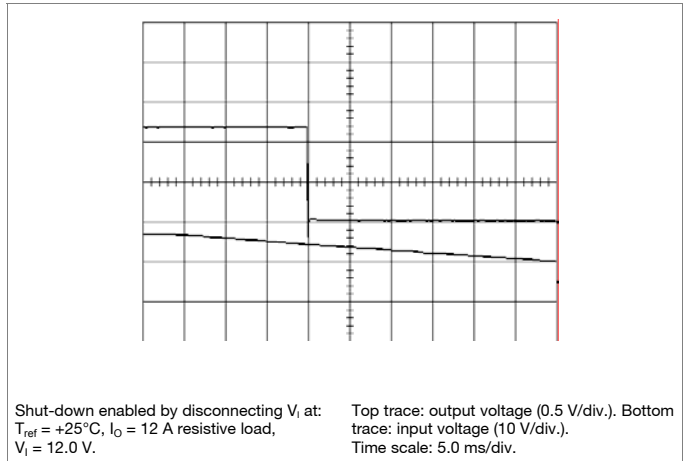 Shut-down enabled by disconnecting VI at:
Tref = +25°C, IO = 12 A resistive load,
VI = 12.0 V.
Top trace: output voltage (0.5 V/div.). Bottom
trace: input voltage (10 V/div.).
Time scale: 5.0 ms/div.